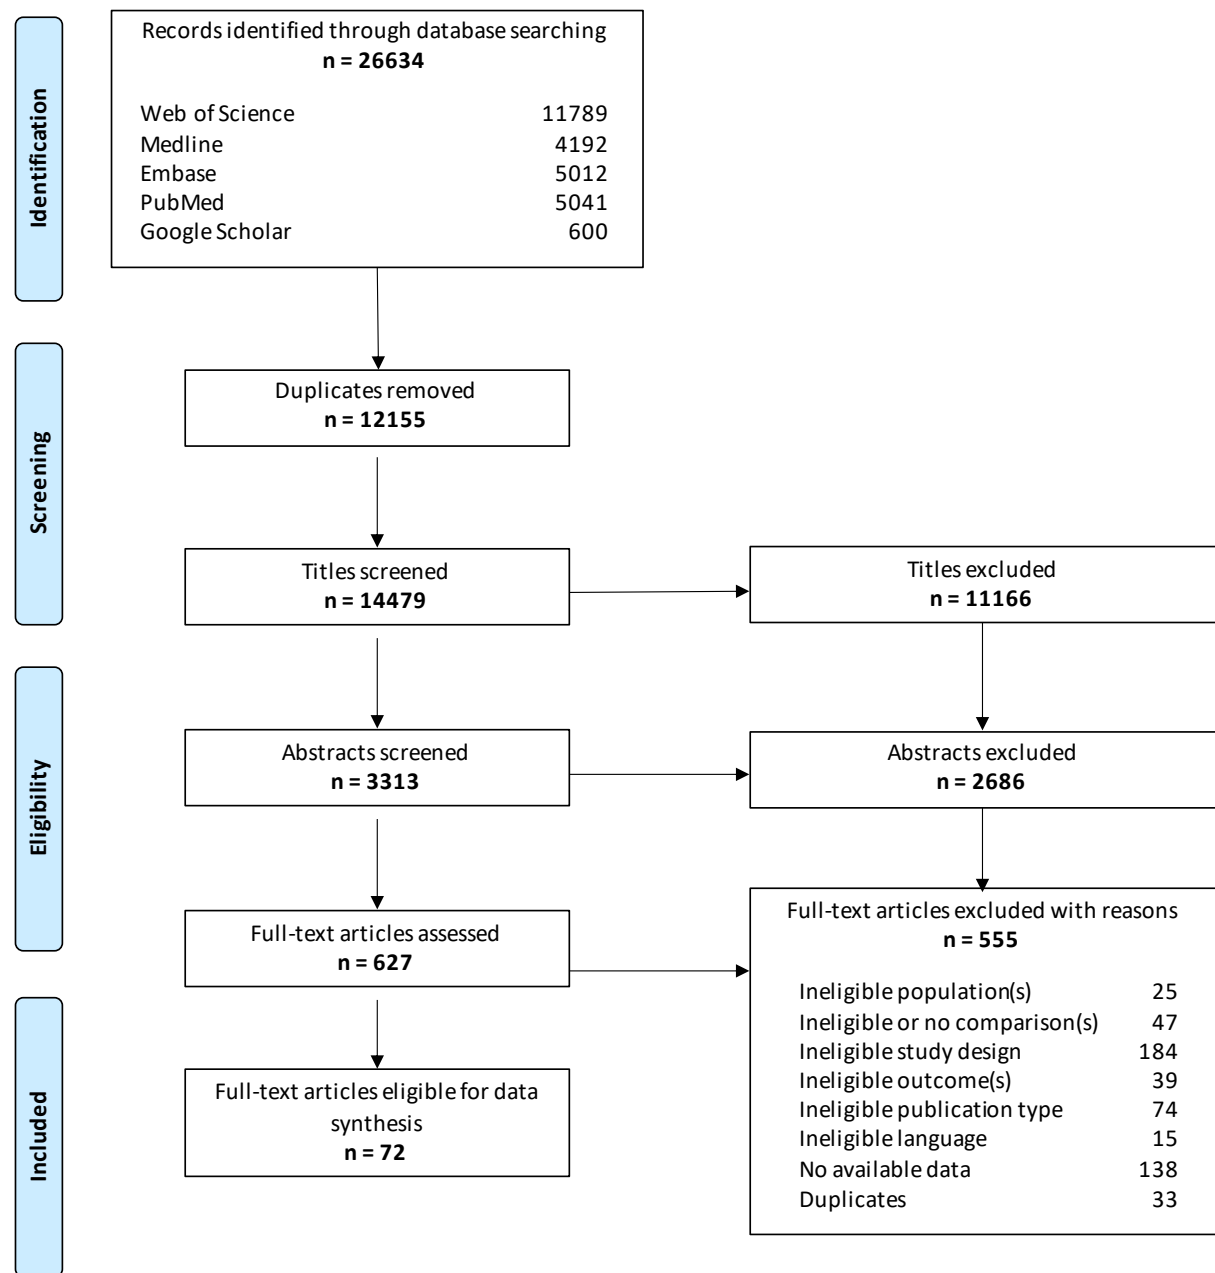 Identification
Records identified through database searching
n = 26634
Web of Science 11789
Medline 4192
Embase 5012
PubMed 5041
Google Scholar 600
Screening
Duplicates removed
n = 12155
Titles screened
n = 14479
Titles excluded
n = 11166
Eligibility
Abstracts screened
n = 3313
Abstracts excluded
n = 2686
Full-text articles assessed
n = 627
Full-text articles excluded with reasons
n = 555
Ineligible population(s) 25
Ineligible or no comparison(s) 47
Ineligible study design 184
Ineligible outcome(s) 39
Ineligible publication type 74
Ineligible language 15
No available data 138
Duplicates 33
Included
Full-text articles eligible for data
synthesis
n = 72